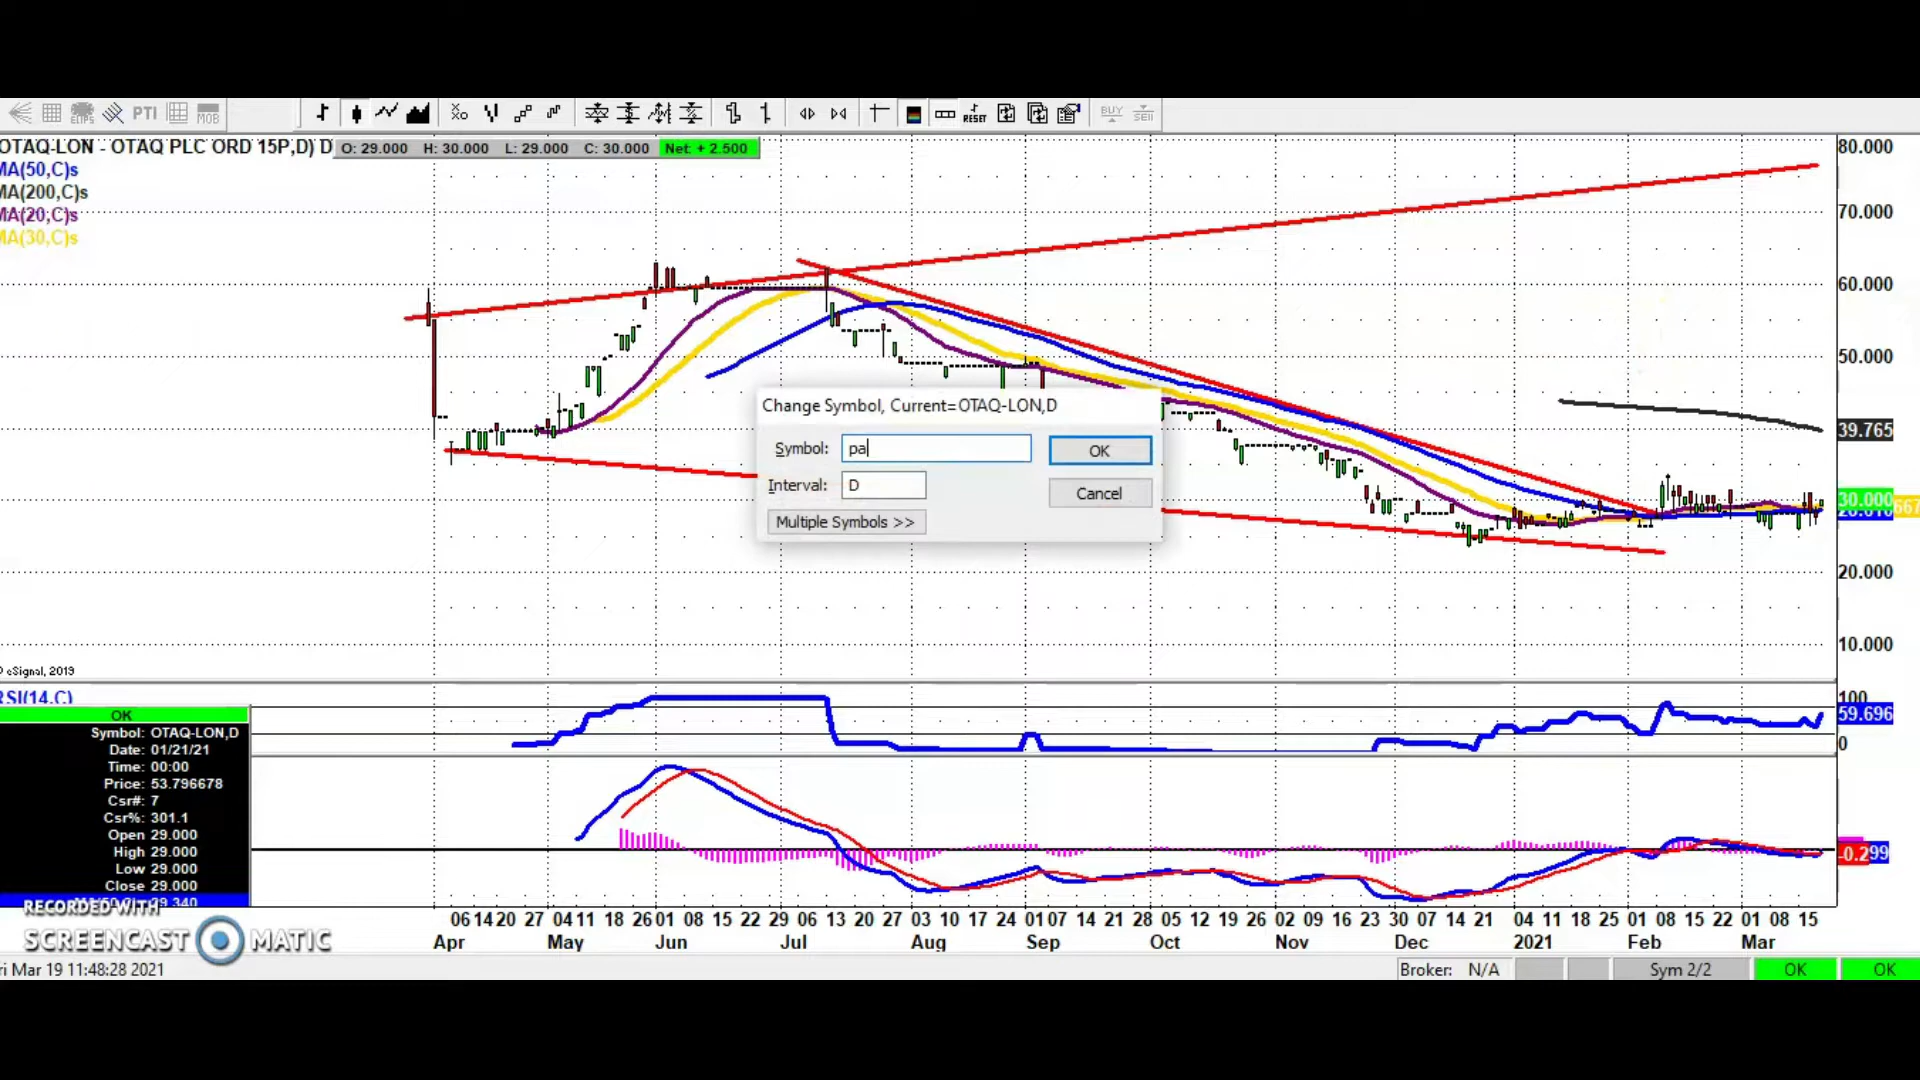 PTI
ELIPS
MOB
RESET
BUY
SELL
OTAQ-LON - OTAQ PLC ORD 15P,D) D
O: 29.000 H: 30.000 L: 29.000 C: 30.000 Net: + 2.500
MA(50,C)s
MA(200,C)s
MA(20,C)s
MA(30,C)s
80.000
70.000
60.000
50.000
39.765
30.000
20.000
10.000
Change Symbol, Current=OTAQ-LON,D
Symbol: pa OK
Interval: D Cancel
Multiple Symbols >>
eSignal, 2019
RSI(14,C)
100
59.696
0
-0.299
OK
Symbol: OTAQ-LON,D
Date: 01/21/21
Time: 00:00
Price: 53.796678
Csr#: 7
Csr%: 301.1
Open 29.000
High 29.000
Low 29.000
Close 29.000
29.340
06 14 20 27 04 11 18 26 01 08 15 22 29 06 13 20 27 03 10 17 24 01 07 14 21 28 05 12 19 26 02 09 16 23 30 07 14 21 04 11 18 25 01 08 15 22 01 08 15
Apr May Jun Jul Aug Sep Oct Nov Dec 2021 Feb Mar
RECORDED WITH
SCREENCAST MATIC
ri Mar 19 11:48:28 2021
Broker: N/A Sym 2/2 OK OK